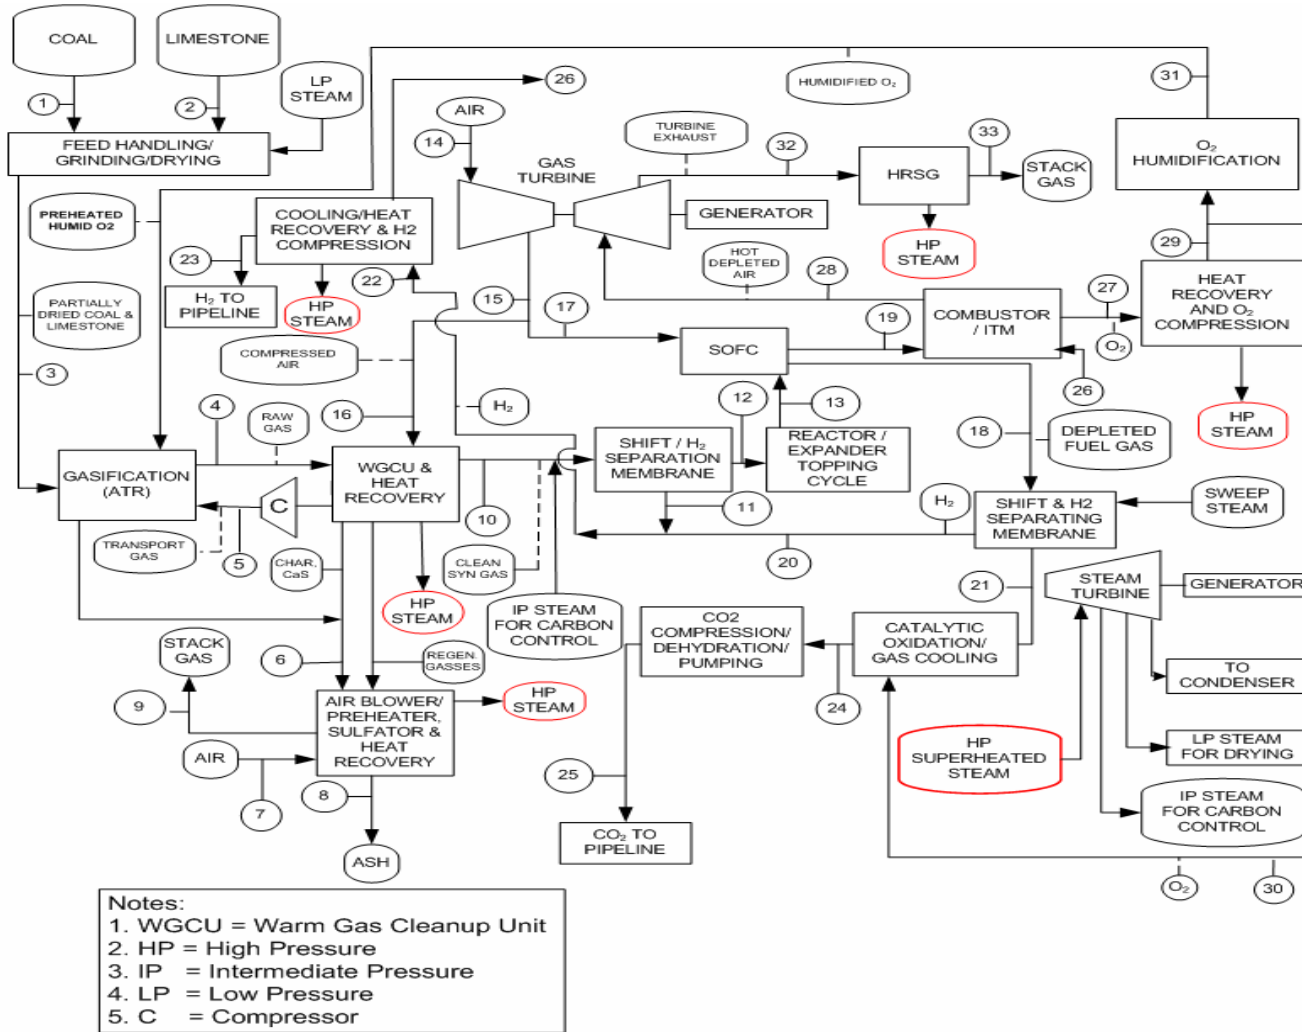 COAL
LIMESTONE
LP
STEAM
1
2
FEED HANDLING/
GRINDING/DRYING
26
AIR
14
TURBINE
EXHAUST
HUMIDIFIED O₂
31
GAS
TURBINE
32
33
HRSG
STACK
GAS
O₂
HUMIDIFICATION
PREHEATED
HUMID O2
COOLING/HEAT
RECOVERY & H2
COMPRESSION
GENERATOR
HP
STEAM
23
22
H₂ TO
PIPELINE
HP
STEAM
15
17
HOT
DEPLETED
AIR
28
29
19
COMBUSTOR
/ ITM
27
O₂
HEAT
RECOVERY
AND O₂
COMPRESSION
PARTIALLY
DRIED COAL &
LIMESTONE
COMPRESSED
AIR
SOFC
26
3
4
RAW
GAS
16
H₂
12
13
18
DEPLETED
FUEL GAS
HP
STEAM
GASIFICATION
(ATR)
WGCU &
HEAT
RECOVERY
SHIFT / H₂
SEPARATION
MEMBRANE
REACTOR /
EXPANDER
TOPPING
CYCLE
C
10
11
H₂
SHIFT & H2
SEPARATING
MEMBRANE
SWEEP
STEAM
TRANSPORT
GAS
5
CHAR,
CaS
CLEAN
SYN GAS
20
21
STEAM
TURBINE
GENERATOR
HP
STEAM
IP STEAM
FOR CARBON
CONTROL
CO2
COMPRESSION/
DEHYDRATION/
PUMPING
CATALYTIC
OXIDATION/
GAS COOLING
STACK
GAS
6
REGEN.
GASSES
24
TO
CONDENSER
9
AIR BLOWER/
PREHEATER,
SULFATOR &
HEAT
RECOVERY
HP
STEAM
AIR
7
8
25
HP
SUPERHEATED
STEAM
LP STEAM
FOR DRYING
IP STEAM
FOR CARBON
CONTROL
ASH
CO₂ TO
PIPELINE
O₂
30
Notes:
1. WGCU = Warm Gas Cleanup Unit
2. HP = High Pressure
3. IP = Intermediate Pressure
4. LP = Low Pressure
5. C = Compressor